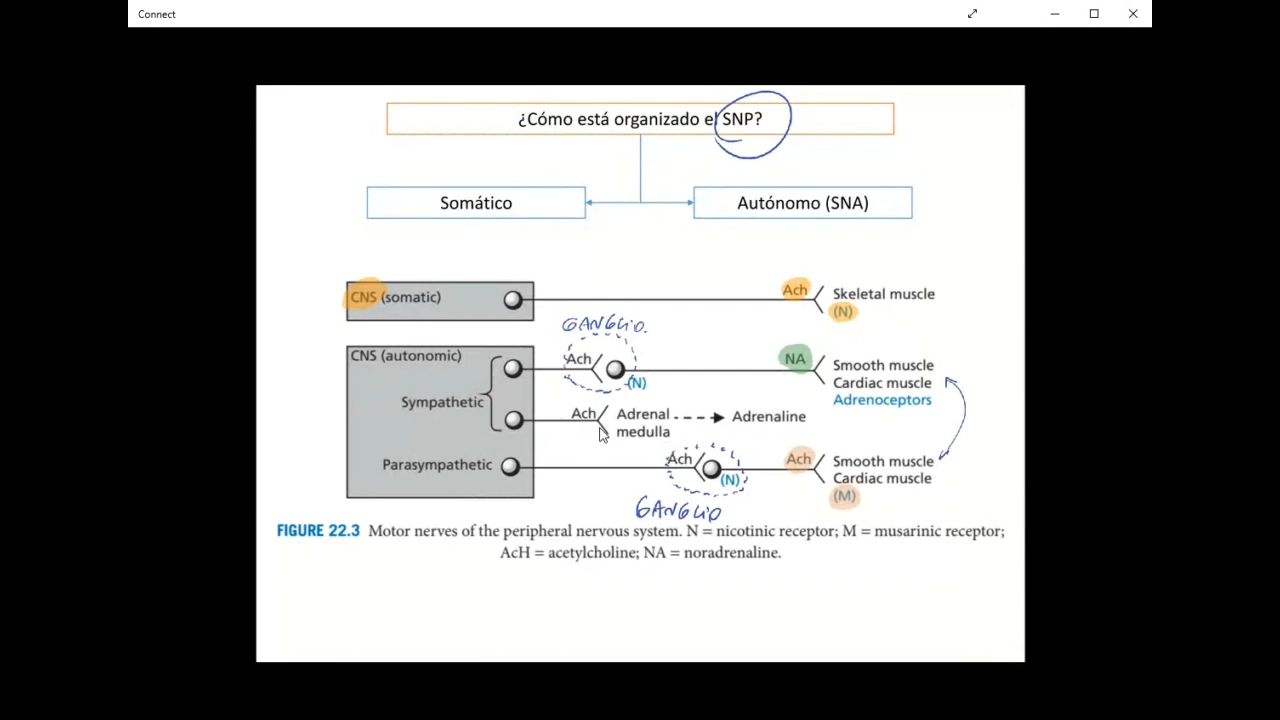 Connect
¿Cómo está organizado el SNP?
Somático
Autónomo (SNA)
CNS (somatic)
Ach
Skeletal muscle
(N)
GANGLIO.
CNS (autonomic)
Ach
(N)
NA
Smooth muscle
Cardiac muscle
Adrenoceptors
Sympathetic
Ach
Adrenal
medulla
Adrenaline
Parasympathetic
Ach
(N)
Ach
Smooth muscle
Cardiac muscle
(M)
GANGLIO
FIGURE 22.3 Motor nerves of the peripheral nervous system. N = nicotinic receptor; M = musarinic receptor;
AcH = acetylcholine; NA = noradrenaline.